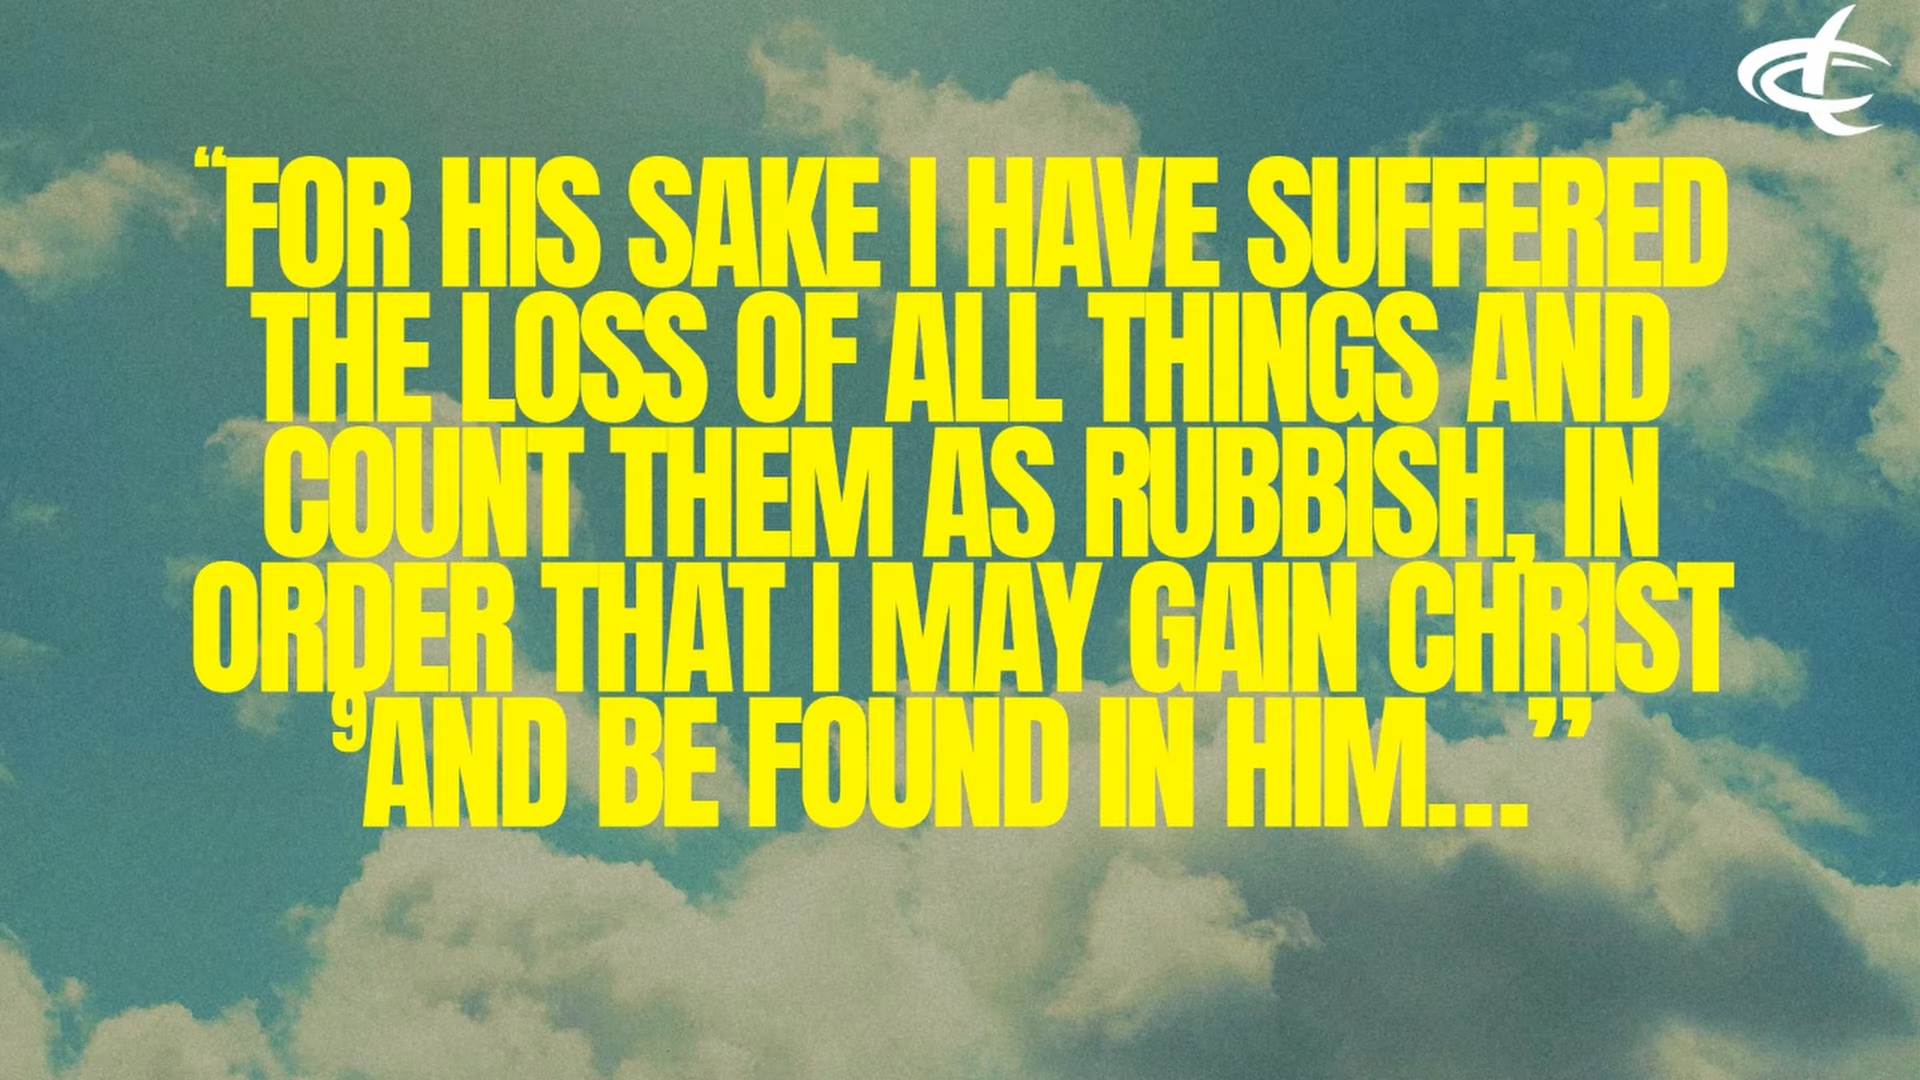 “FOR HIS SAKE I HAVE SUFFERED
THE LOSS OF ALL THINGS AND
COUNT THEM AS RUBBISH, IN
ORDER THAT I MAY GAIN CHRIST
⁹AND BE FOUND IN HIM...”